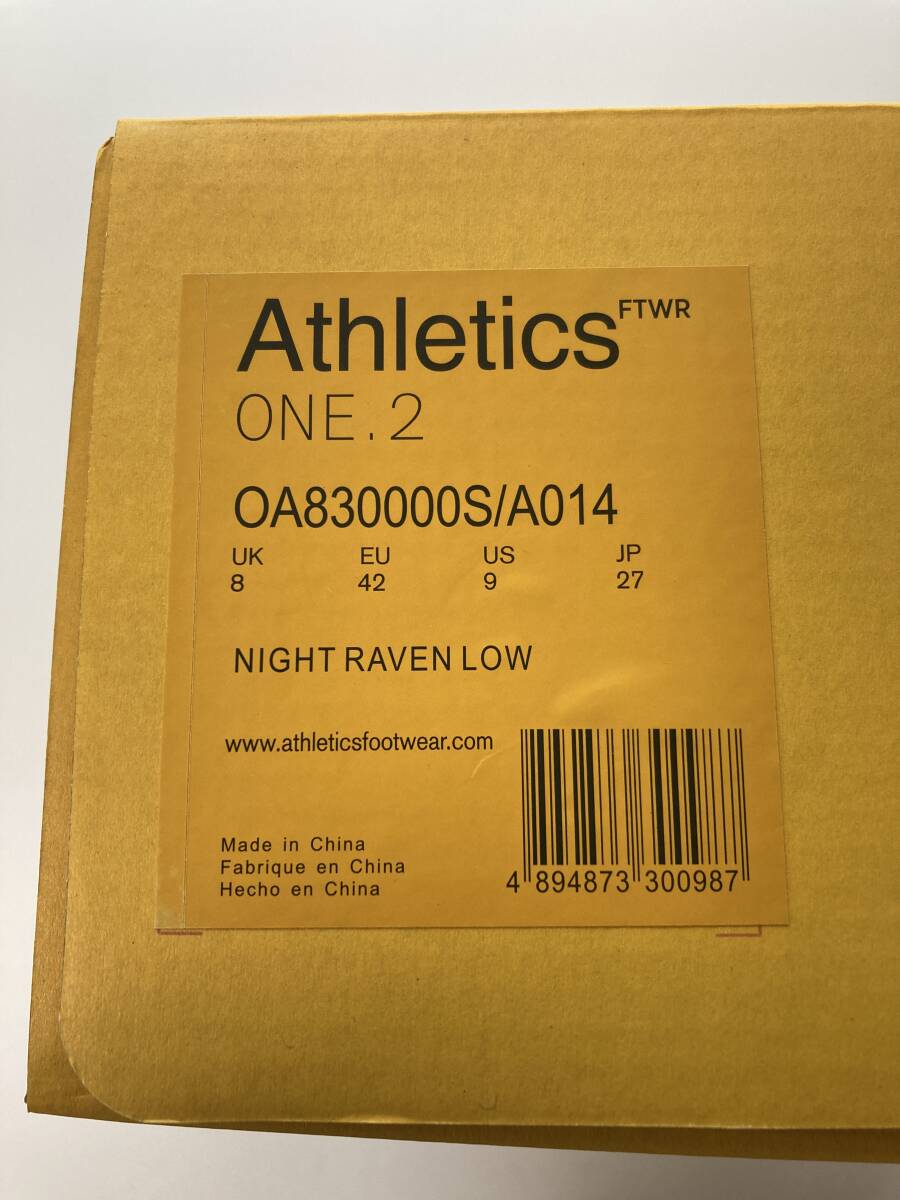 Athletics FTWR
ONE.2
OA830000S/A014
UK EU US JP
8 42 9 27
NIGHT RAVEN LOW
www.athleticsfootwear.com
Made in China
Fabrique en China
Hecho en China
4 894873 300987